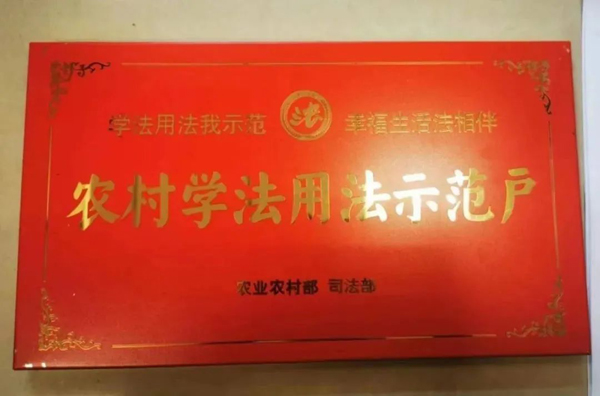 学法用法我示范 法 幸福生活法相伴
农村学法用法示范户
农业农村部 司法部